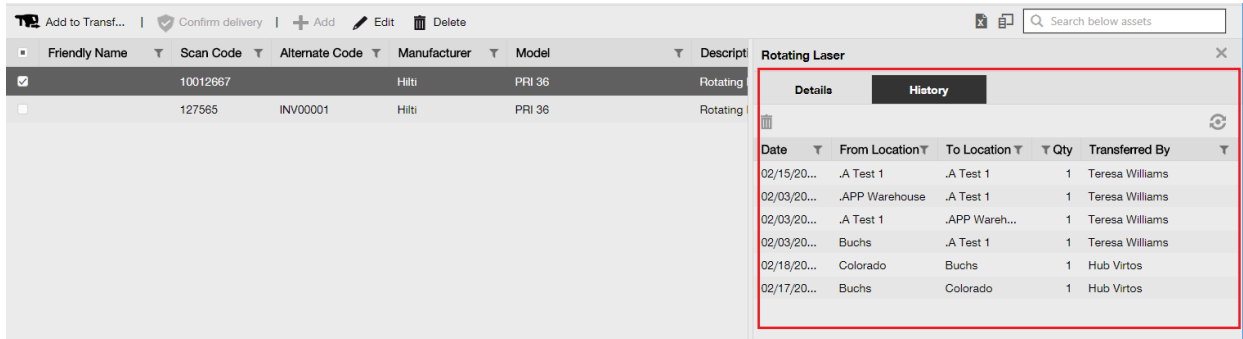 Add to Transf... | Confirm delivery | Add Edit Delete Search below assets
Friendly Name Scan Code Alternate Code Manufacturer Model Descripti
10012667 Hilti PRI 36 Rotating
127565 INV00001 Hilti PRI 36 Rotating
Rotating Laser
Details History
Date From Location To Location Qty Transferred By
02/15/20... .A Test 1 .A Test 1 1 Teresa Williams
02/03/20... .APP Warehouse .A Test 1 1 Teresa Williams
02/03/20... .A Test 1 .APP Wareh... 1 Teresa Williams
02/03/20... Buchs .A Test 1 1 Teresa Williams
02/18/20... Colorado Buchs 1 Hub Virtos
02/17/20... Buchs Colorado 1 Hub Virtos